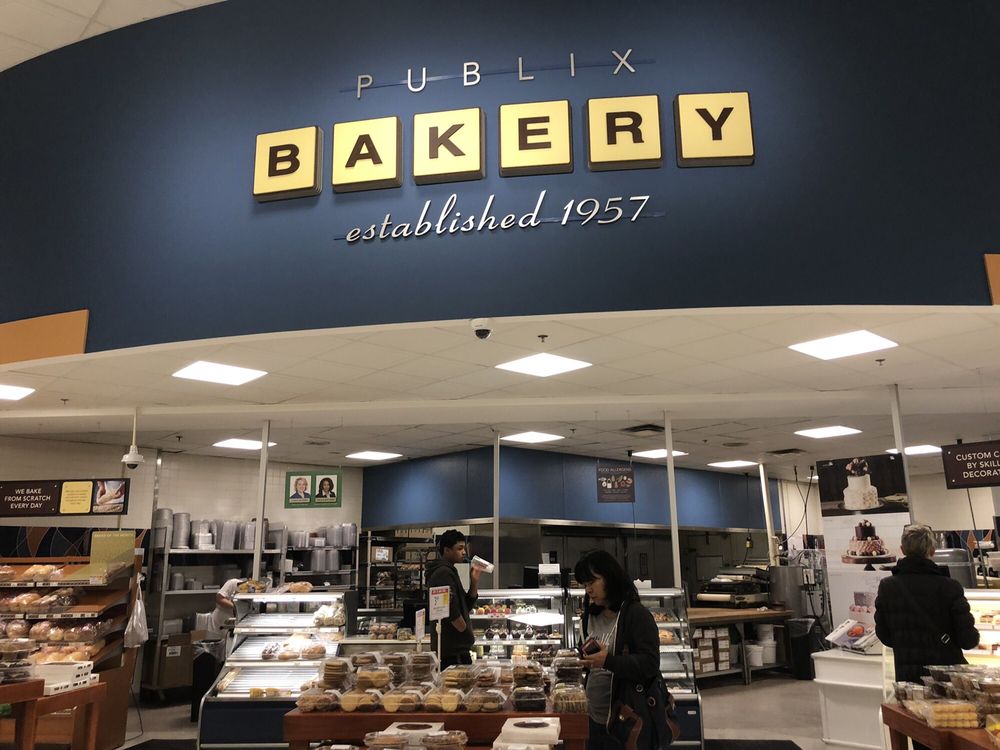 PUBLIX
BAKERY
established 1957
WE BAKE
FROM SCRATCH
EVERY DAY
FOOD ALLERGENS
CUSTOM C
BY SKILL
DECORAT